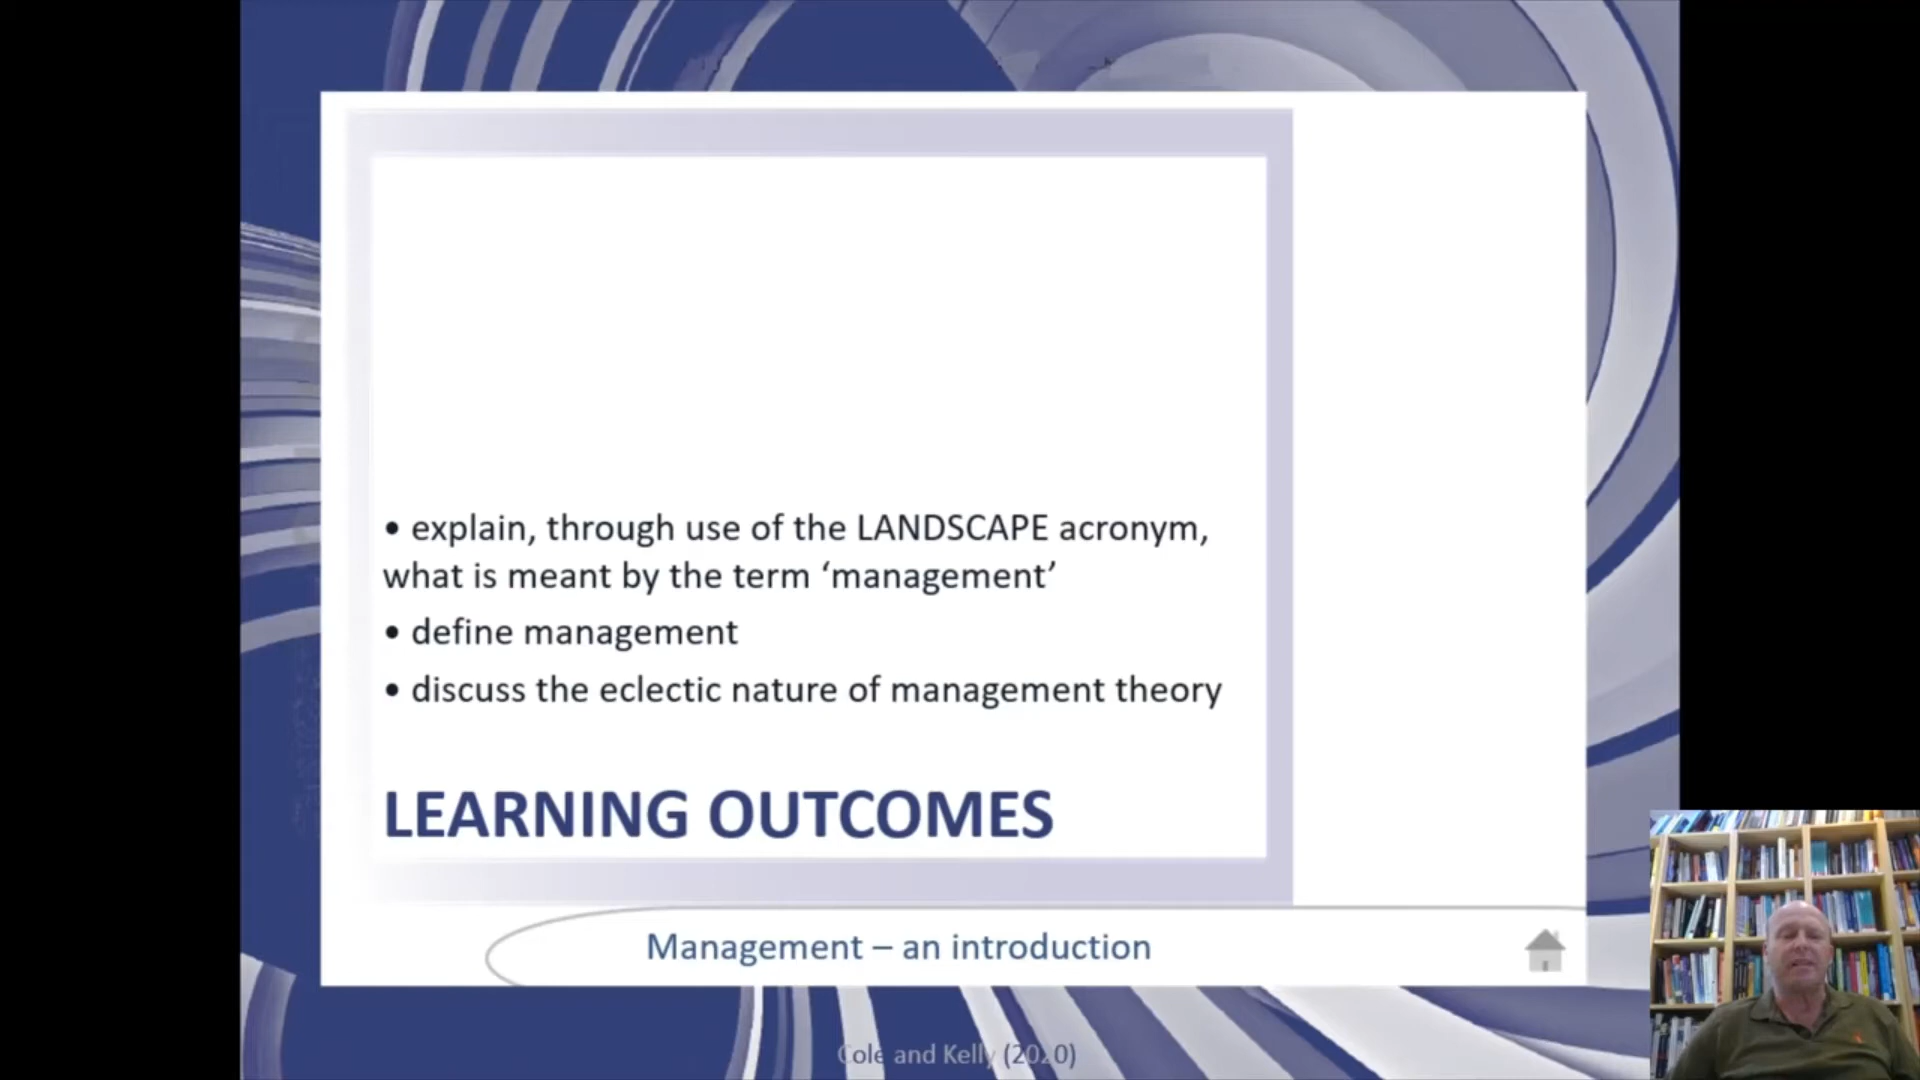 • explain, through use of the LANDSCAPE acronym,
what is meant by the term ‘management’
• define management
• discuss the eclectic nature of management theory
LEARNING OUTCOMES
Management – an introduction
Cole and Kelly (2020)